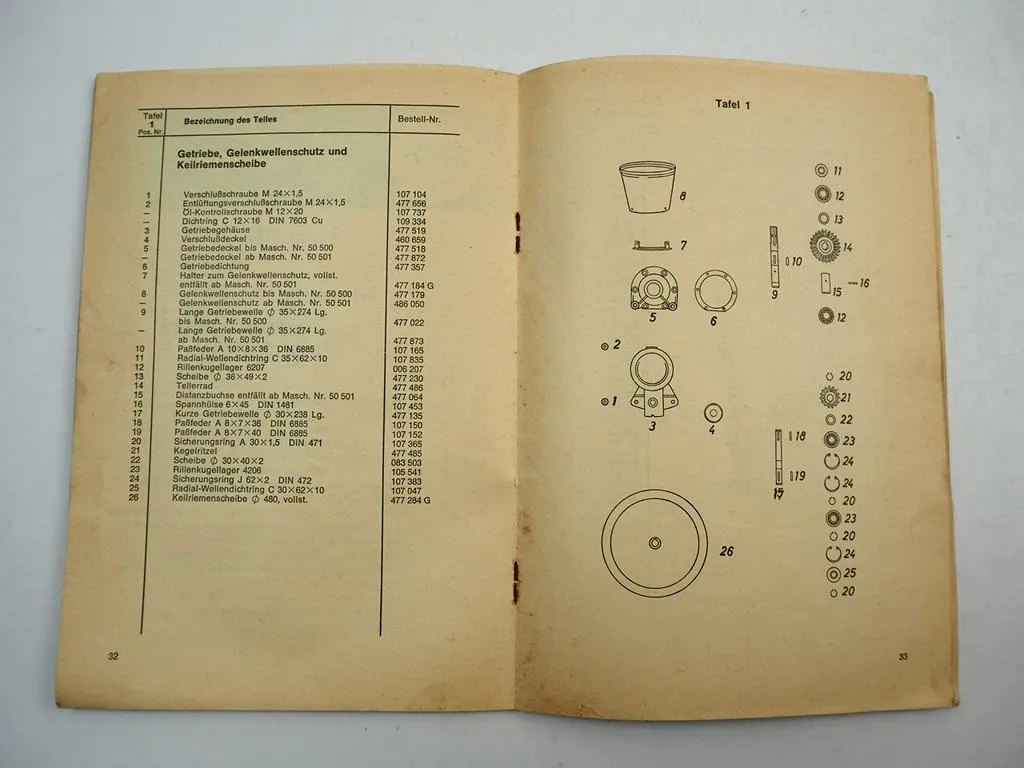 Tafel
1
Pos. Nr. Bezeichnung des Teiles Bestell-Nr.
Getriebe, Gelenkwellenschutz und
Keilriemenscheibe
1 Verschlußschraube M 24×1,5 107 104
2 Entlüftungsverschlußschraube M 24×1,5 477 656
— Öl-Kontrollschraube M 12×20 107 737
— Dichtring C 12×16 DIN 7603 Cu 109 334
3 Getriebegehäuse 477 519
4 Verschlußdeckel 460 659
5 Getriebedeckel bis Masch. Nr. 50 500 477 518
— Getriebedeckel ab Masch. Nr. 50 501 477 872
6 Getriebedichtung 477 357
7 Halter zum Gelenkwellenschutz, vollst.
entfällt ab Masch. Nr. 50 501 477 184 G
8 Gelenkwellenschutz bis Masch. Nr. 50 500 477 179
— Gelenkwellenschutz ab Masch. Nr. 50 501 486 050
9 Lange Getriebewelle ∅ 35×274 Lg.
bis Masch. Nr. 50 500 477 022
— Lange Getriebewelle ∅ 35×274 Lg.
ab Masch. Nr. 50 501 477 873
10 Paßfeder A 10×8×36 DIN 6885 107 165
11 Radial-Wellendichtring C 35×62×10 107 835
12 Rillenkugellager 6207 006 207
13 Scheibe ∅ 36×49×2 477 230
14 Tellerrad 477 486
15 Distanzbuchse entfällt ab Masch. Nr. 50 501 477 064
16 Spannhülse 6×45 DIN 1481 107 453
17 Kurze Getriebewelle ∅ 30×238 Lg. 477 135
18 Paßfeder A 8×7×36 DIN 6885 107 150
19 Paßfeder A 8×7×40 DIN 6885 107 152
20 Sicherungsring A 30×1,5 DIN 471 107 365
21 Kegelritzel 477 485
22 Scheibe ∅ 30×40×2 083 503
23 Rillenkugellager 4206 105 541
24 Sicherungsring J 62×2 DIN 472 107 383
25 Radial-Wellendichtring C 30×62×10 107 047
26 Keilriemenscheibe ∅ 480, vollst. 477 284 G
32
Tafel 1
8
7
5
6
2
1
3
4
9
10
17
18
19
26
11
12
13
14
15
16
12
20
21
22
23
24
24
20
23
20
24
25
20
33